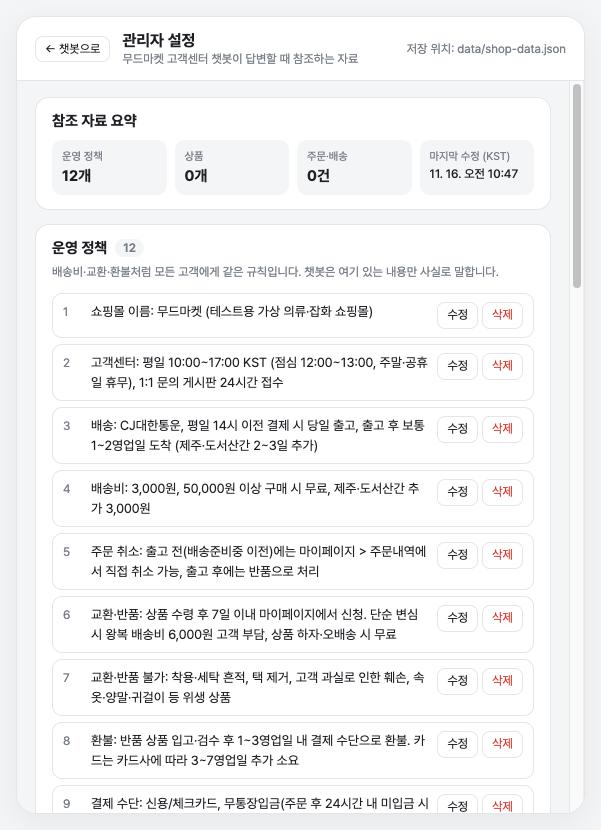 ← 챗봇으로
관리자 설정
무드마켓 고객센터 챗봇이 답변할 때 참조하는 자료
저장 위치: data/shop-data.json
참조 자료 요약
운영 정책
12개
상품
0개
주문·배송
0건
마지막 수정 (KST)
11. 16. 오전 10:47
운영 정책 12
배송비·교환·환불처럼 모든 고객에게 같은 규칙입니다. 챗봇은 여기 있는 내용만 사실로 말합니다.
1 쇼핑몰 이름: 무드마켓 (테스트용 가상 의류·잡화 쇼핑몰) 수정 삭제
2 고객센터: 평일 10:00~17:00 KST (점심 12:00~13:00, 주말·공휴 수정 삭제
일 휴무), 1:1 문의 게시판 24시간 접수
3 배송: CJ대한통운, 평일 14시 이전 결제 시 당일 출고, 출고 후 보통 수정 삭제
1~2영업일 도착 (제주·도서산간 2~3일 추가)
4 배송비: 3,000원, 50,000원 이상 구매 시 무료, 제주·도서산간 추 수정 삭제
가 3,000원
5 주문 취소: 출고 전(배송준비중 이전)에는 마이페이지 > 주문내역에 수정 삭제
서 직접 취소 가능, 출고 후에는 반품으로 처리
6 교환·반품: 상품 수령 후 7일 이내 마이페이지에서 신청. 단순 변심 수정 삭제
시 왕복 배송비 6,000원 고객 부담, 상품 하자·오배송 시 무료
7 교환·반품 불가: 착용·세탁 흔적, 택 제거, 고객 과실로 인한 훼손, 속 수정 삭제
옷·양말·귀걸이 등 위생 상품
8 환불: 반품 상품 입고·검수 후 1~3영업일 내 결제 수단으로 환불. 카 수정 삭제
드는 카드사에 따라 3~7영업일 추가 소요
9 결제 수단: 신용/체크카드, 무통장입금(주문 후 24시간 내 미입금 시 수정 삭제